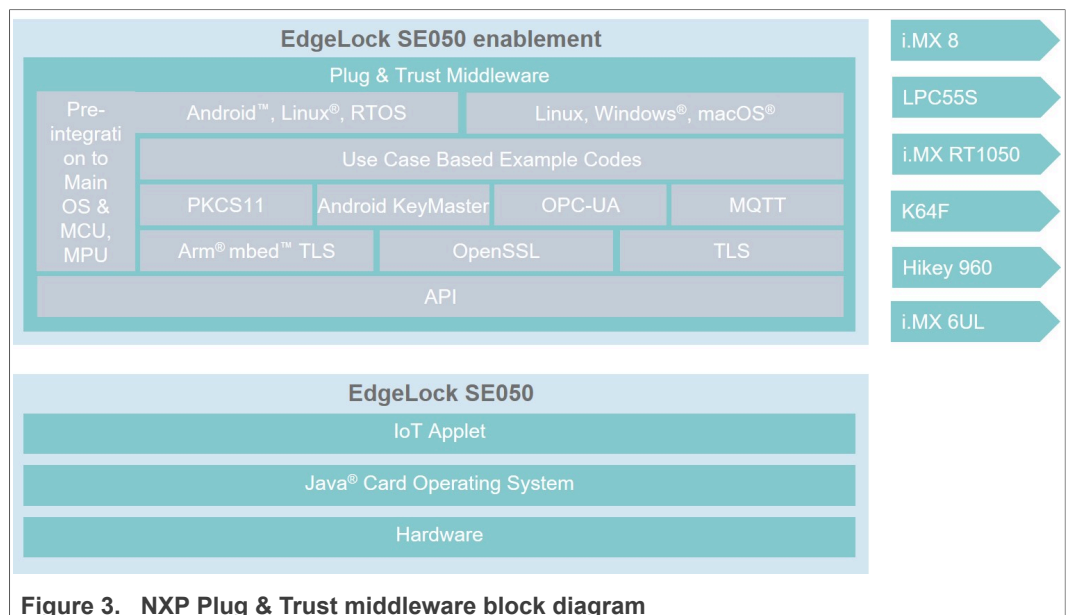 EdgeLock SE050 enablement
Plug & Trust Middleware
Pre-
integrati
on to
Main
OS &
MCU,
MPU
Android™, Linux®, RTOS
Linux, Windows®, macOS®
Use Case Based Example Codes
PKCS11
Android KeyMaster
OPC-UA
MQTT
Arm® mbed™ TLS
OpenSSL
TLS
API
i.MX 8
LPC55S
i.MX RT1050
K64F
Hikey 960
i.MX 6UL
EdgeLock SE050
IoT Applet
Java® Card Operating System
Hardware
Figure 3. NXP Plug & Trust middleware block diagram